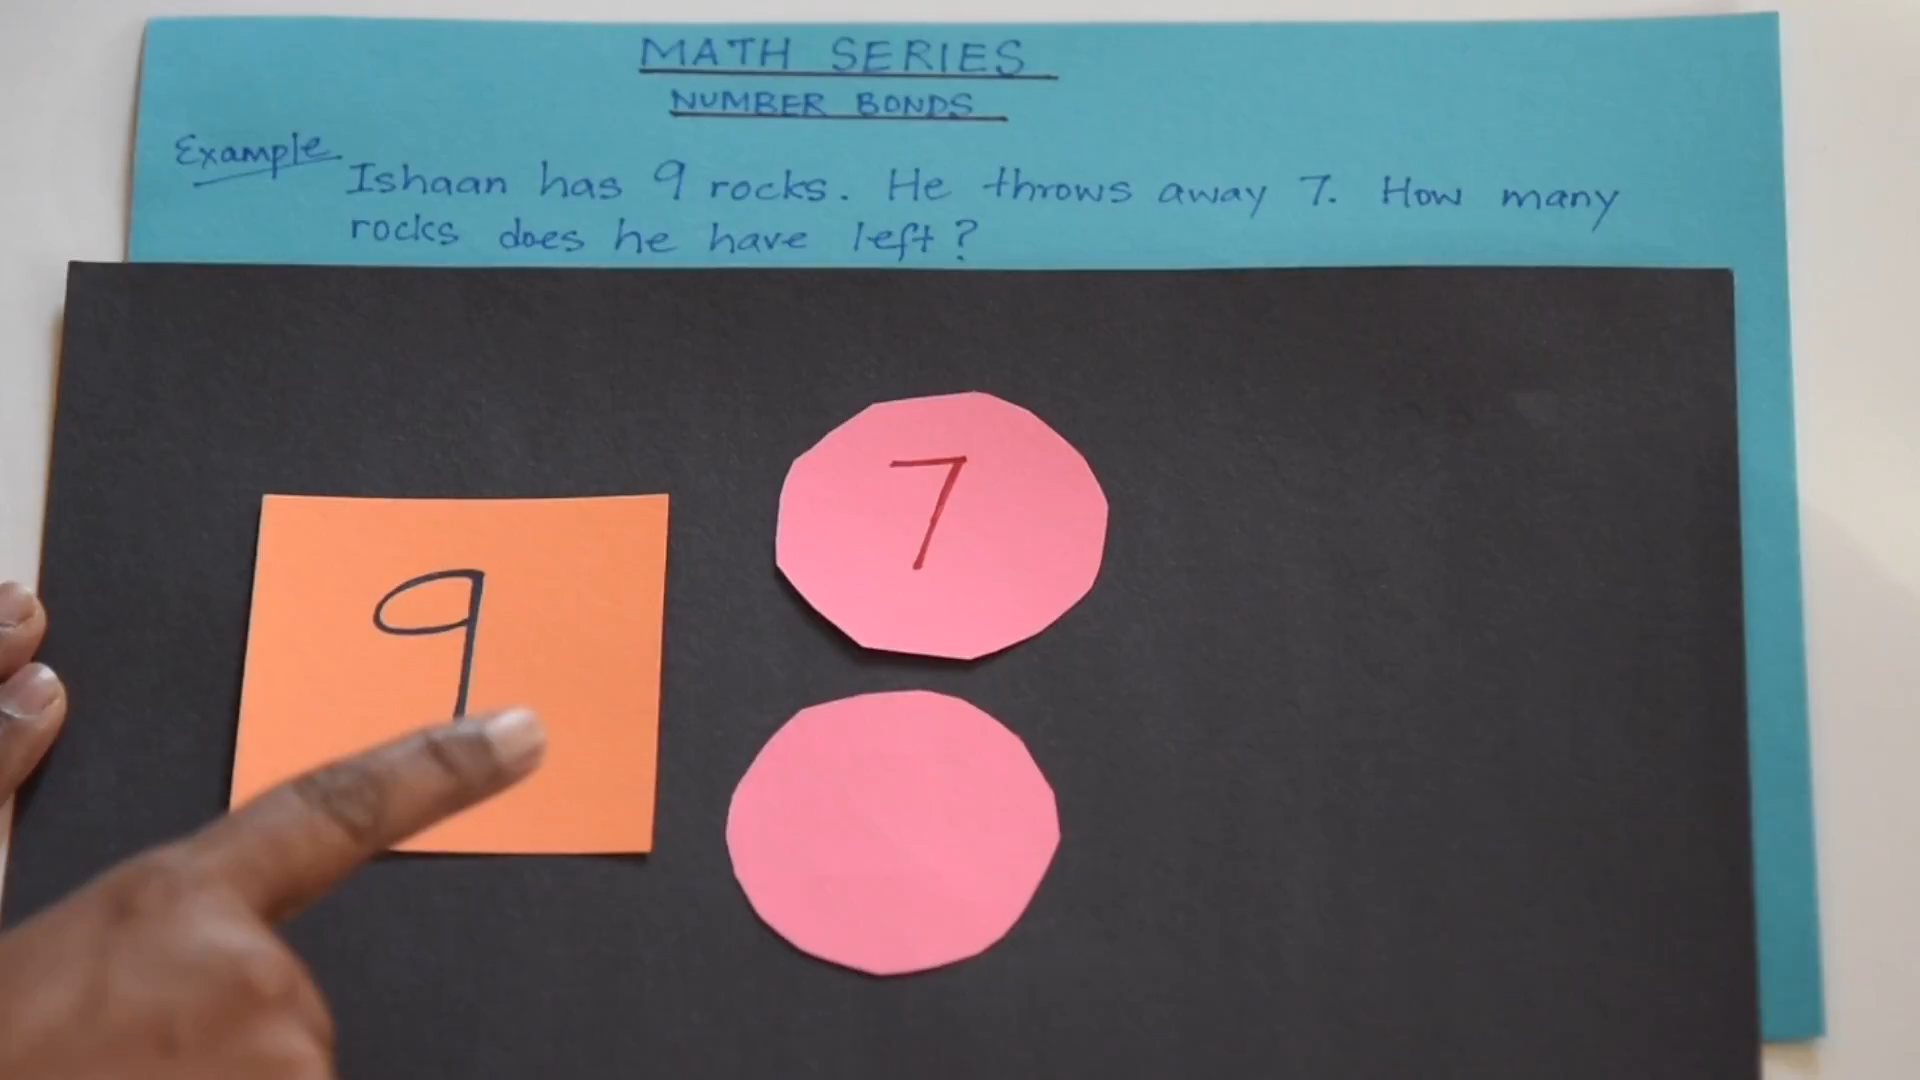 MATH SERIES
NUMBER BONDS
Example
Ishaan has 9 rocks. He throws away 7. How many
rocks does he have left?
7
9